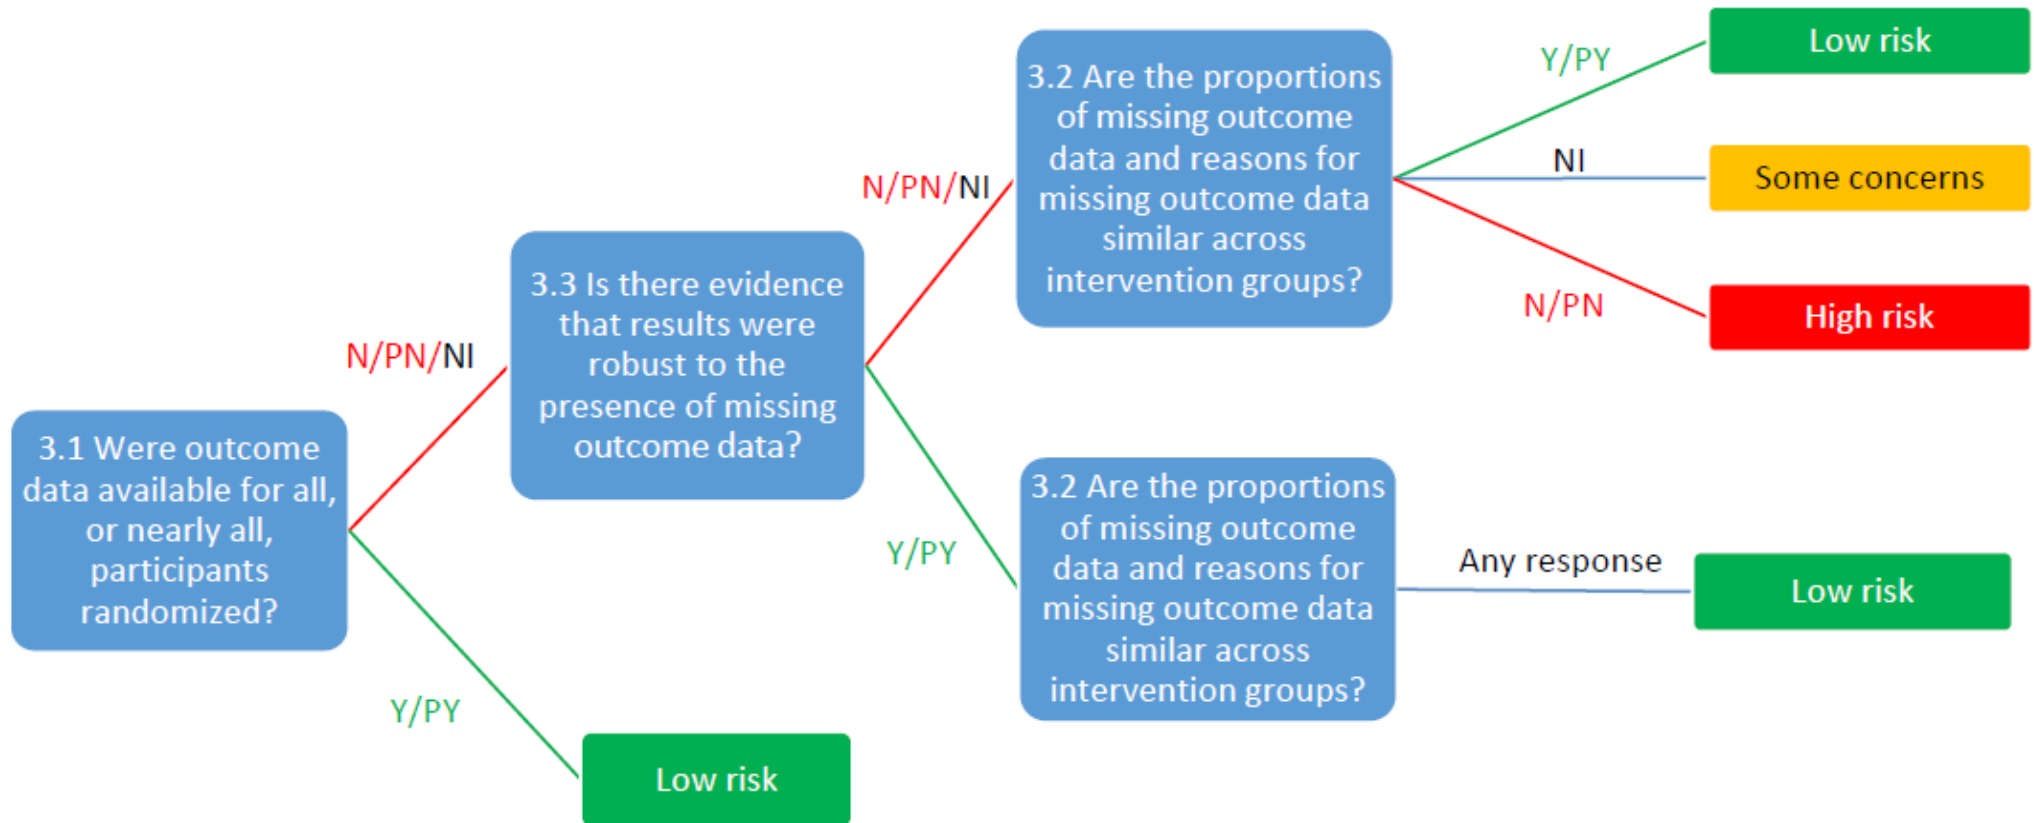 3.1 Were outcome
data available for all,
or nearly all,
participants
randomized?
N/PN/NI
Y/PY
Low risk
3.3 Is there evidence
that results were
robust to the
presence of missing
outcome data?
N/PN/NI
Y/PY
3.2 Are the proportions
of missing outcome
data and reasons for
missing outcome data
similar across
intervention groups?
Y/PY
Low risk
NI
Some concerns
N/PN
High risk
3.2 Are the proportions
of missing outcome
data and reasons for
missing outcome data
similar across
intervention groups?
Any response
Low risk